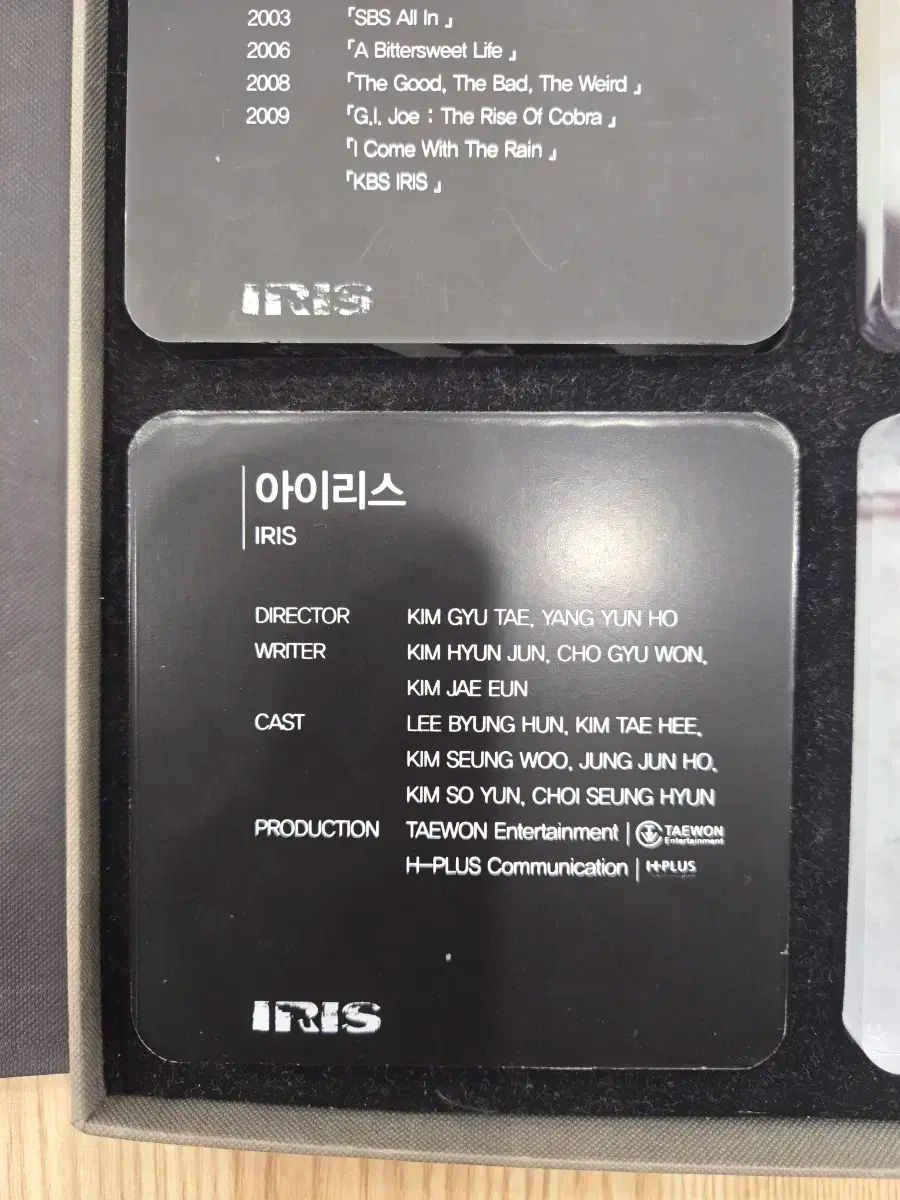 2003 「SBS All In」
2006 「A Bittersweet Life」
2008 「The Good, The Bad, The Weird」
2009 「G.I. Joe : The Rise Of Cobra」
「I Come With The Rain」
「KBS IRIS」
IRIS
아이리스
IRIS
DIRECTOR KIM GYU TAE, YANG YUN HO
WRITER KIM HYUN JUN, CHO GYU WON,
KIM JAE EUN
CAST LEE BYUNG HUN, KIM TAE HEE,
KIM SEUNG WOO, JUNG JUN HO,
KIM SO YUN, CHOI SEUNG HYUN
PRODUCTION TAEWON Entertainment | TAEWON Entertainment
H-PLUS Communication | H-PLUS
IRIS